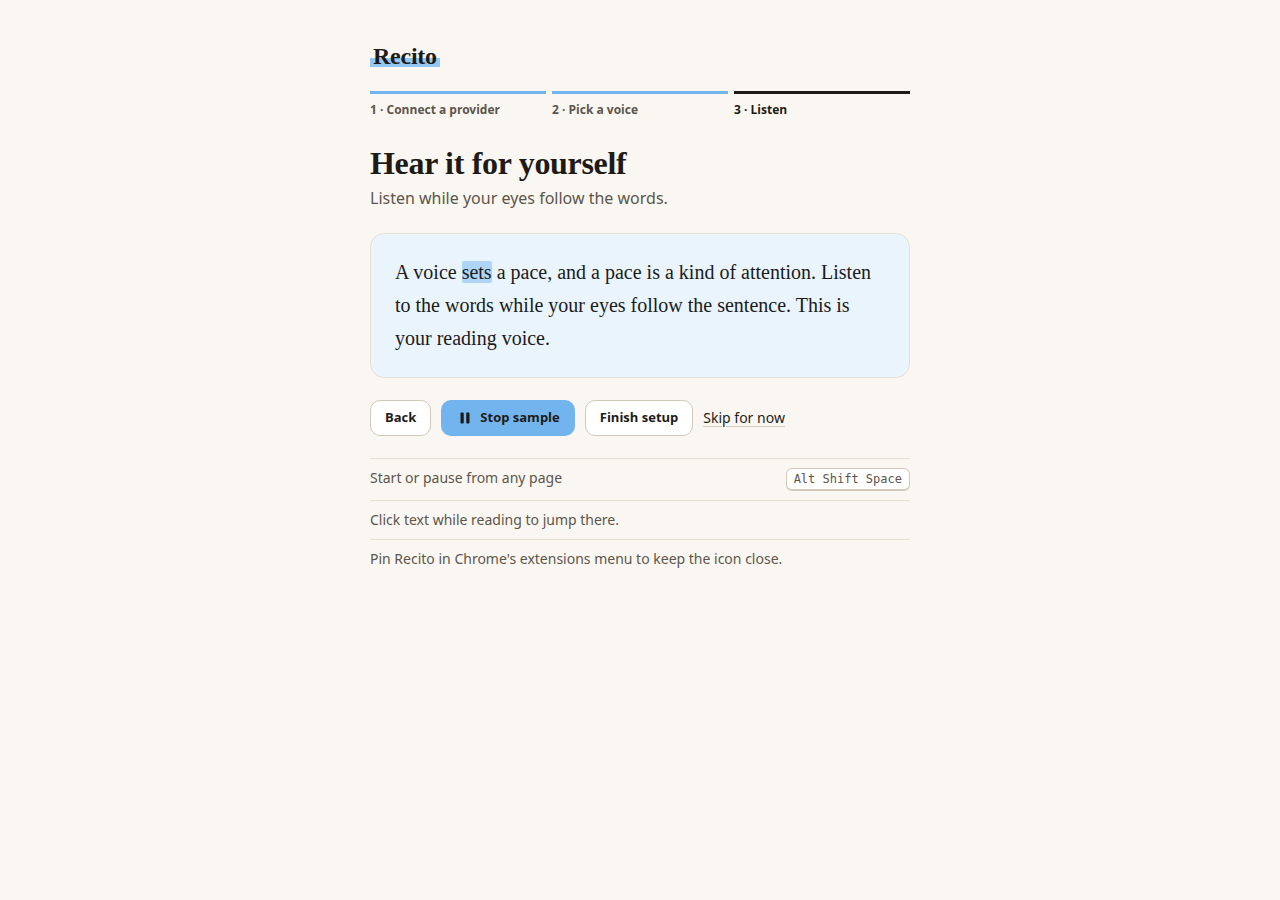 Recito
1 · Connect a provider
2 · Pick a voice
3 · Listen
Hear it for yourself
Listen while your eyes follow the words.
A voice sets a pace, and a pace is a kind of attention. Listen
to the words while your eyes follow the sentence. This is
your reading voice.
Back
Stop sample
Finish setup
Skip for now
Start or pause from any page
Alt Shift Space
Click text while reading to jump there.
Pin Recito in Chrome's extensions menu to keep the icon close.